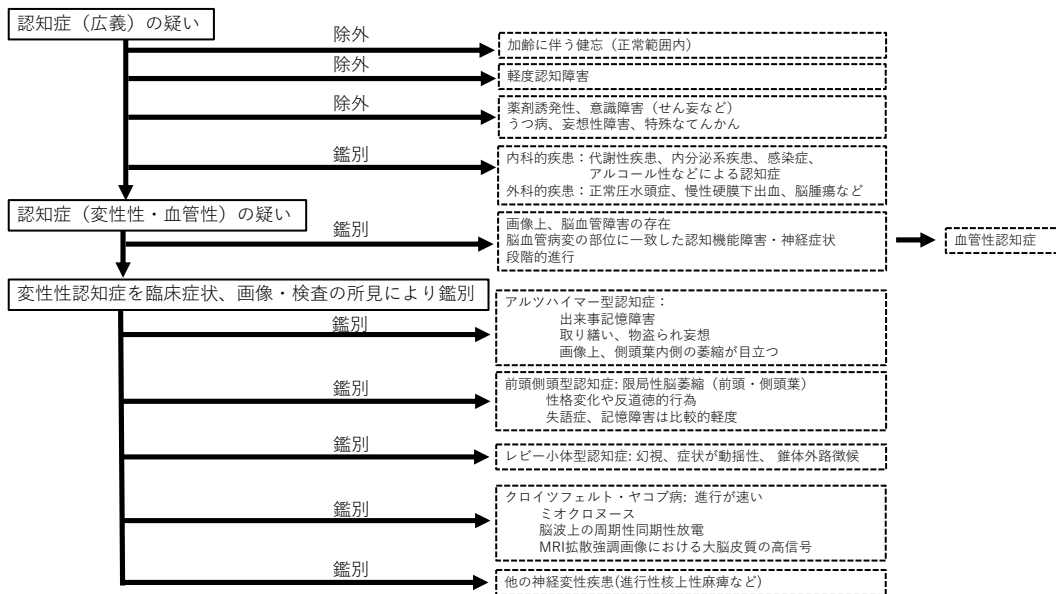 認知症（広義）の疑い
除外
加齢に伴う健忘（正常範囲内）
除外
軽度認知障害
除外
薬剤誘発性、意識障害（せん妄など）
うつ病、妄想性障害、特殊なてんかん
鑑別
内科的疾患：代謝性疾患、内分泌系疾患、感染症、
アルコール性などによる認知症
外科的疾患：正常圧水頭症、慢性硬膜下出血、脳腫瘍など
認知症（変性性・血管性）の疑い
鑑別
画像上、脳血管障害の存在
脳血管病変の部位に一致した認知機能障害・神経症状
段階的進行
血管性認知症
変性性認知症を臨床症状、画像・検査の所見により鑑別
鑑別
アルツハイマー型認知症：
出来事記憶障害
取り繕い、物盗られ妄想
画像上、側頭葉内側の萎縮が目立つ
鑑別
前頭側頭型認知症: 限局性脳萎縮（前頭・側頭葉）
性格変化や反道徳的行為
失語症、記憶障害は比較的軽度
鑑別
レビー小体型認知症: 幻視、症状が動揺性、 錐体外路徴候
鑑別
クロイツフェルト・ヤコブ病: 進行が速い
ミオクロヌース
脳波上の周期性同期性放電
MRI拡散強調画像における大脳皮質の高信号
鑑別
他の神経変性疾患(進行性核上性麻痺など)